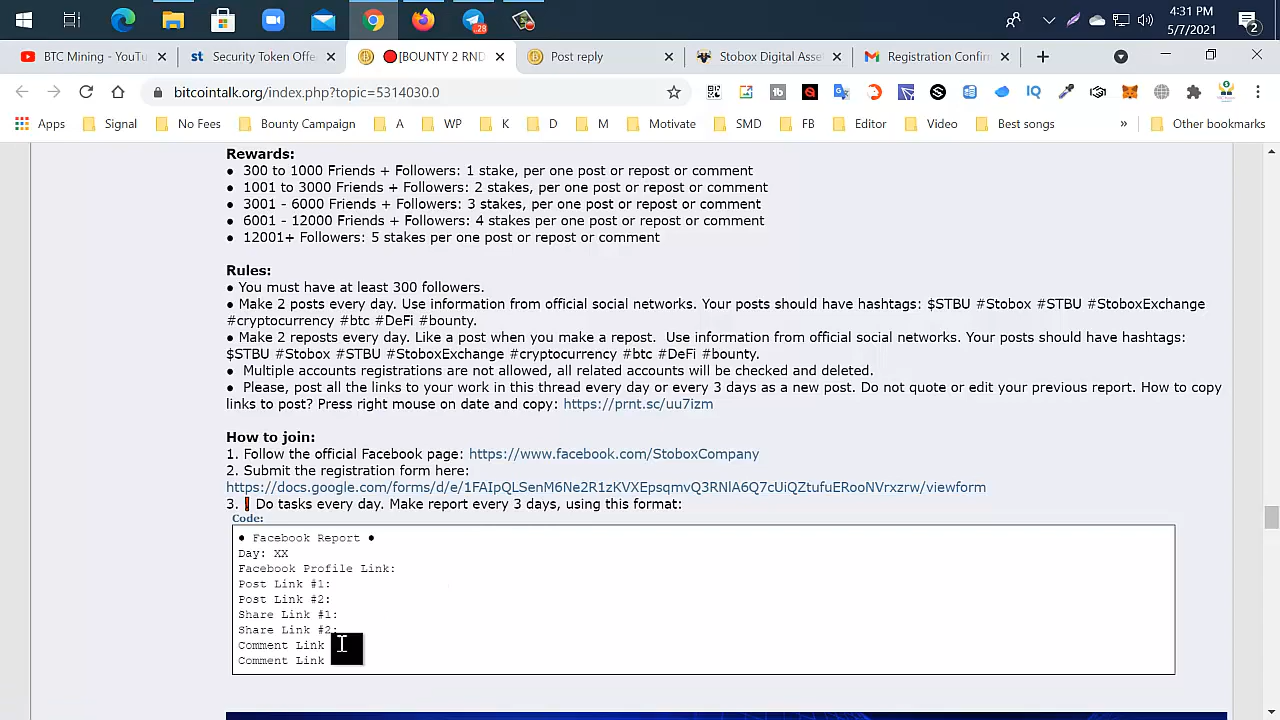 4:31 PM
28
5/7/2021
2
BTC Mining - YouTu
st Security Token Offe
[BOUNTY 2 RND
Post reply
Stobox Digital Asset
Registration Confirm
bitcointalk.org/index.php?topic=5314030.0
tb
IQ
Apps
Signal
No Fees
Bounty Campaign
A
WP
K
D
M
Motivate
SMD
FB
Editor
Video
Best songs
»
Other bookmarks
Rewards:
● 300 to 1000 Friends + Followers: 1 stake, per one post or repost or comment
● 1001 to 3000 Friends + Followers: 2 stakes, per one post or repost or comment
● 3001 - 6000 Friends + Followers: 3 stakes, per one post or repost or comment
● 6001 - 12000 Friends + Followers: 4 stakes per one post or repost or comment
● 12001+ Followers: 5 stakes per one post or repost or comment
Rules:
● You must have at least 300 followers.
● Make 2 posts every day. Use information from official social networks. Your posts should have hashtags: $STBU #Stobox #STBU #StoboxExchange
#cryptocurrency #btc #DeFi #bounty.
● Make 2 reposts every day. Like a post when you make a repost. Use information from official social networks. Your posts should have hashtags:
$STBU #Stobox #STBU #StoboxExchange #cryptocurrency #btc #DeFi #bounty.
● Multiple accounts registrations are not allowed, all related accounts will be checked and deleted.
● Please, post all the links to your work in this thread every day or every 3 days as a new post. Do not quote or edit your previous report. How to copy
links to post? Press right mouse on date and copy: https://prnt.sc/uu7izm
How to join:
1. Follow the official Facebook page: https://www.facebook.com/StoboxCompany
2. Submit the registration form here:
https://docs.google.com/forms/d/e/1FAIpQLSenM6Ne2R1zKVXEpsqmvQ3RNlA6Q7cUiQZtufuERooNVrxzrw/viewform
3. ❗ Do tasks every day. Make report every 3 days, using this format:
Code:
● Facebook Report ●
Day: XX
Facebook Profile Link:
Post Link #1:
Post Link #2:
Share Link #1:
Share Link #2:
Comment Link
Comment Link